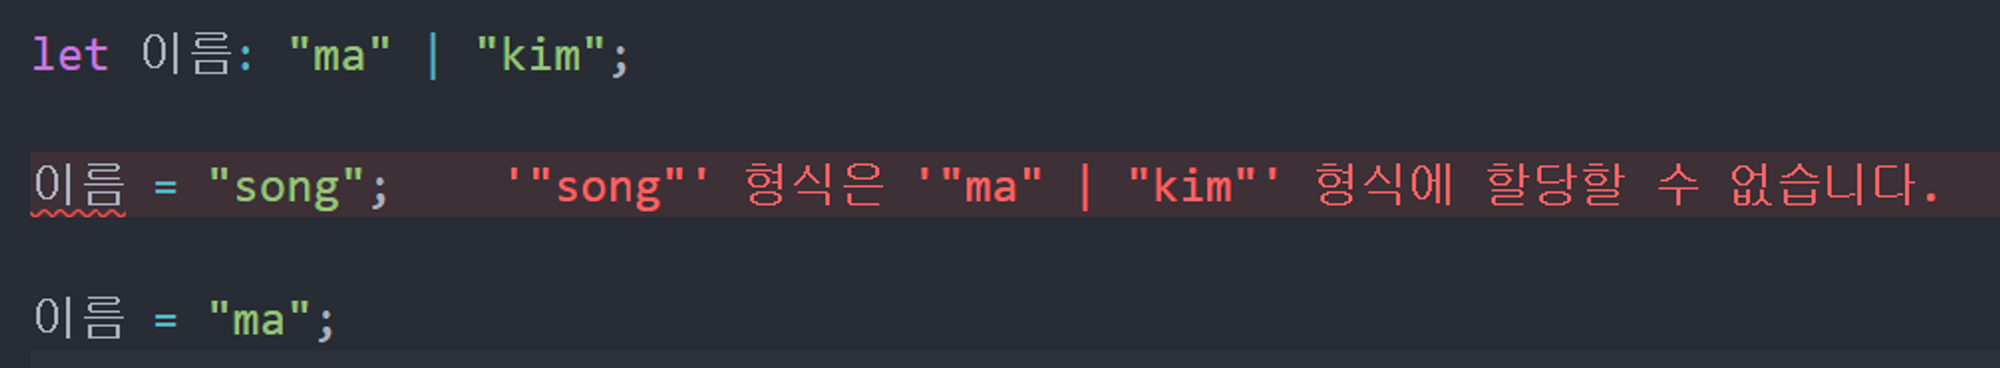 let 이름: "ma" | "kim";
이름 = "song"; '"song"' 형식은 '"ma" | "kim"' 형식에 할당할 수 없습니다.
이름 = "ma";